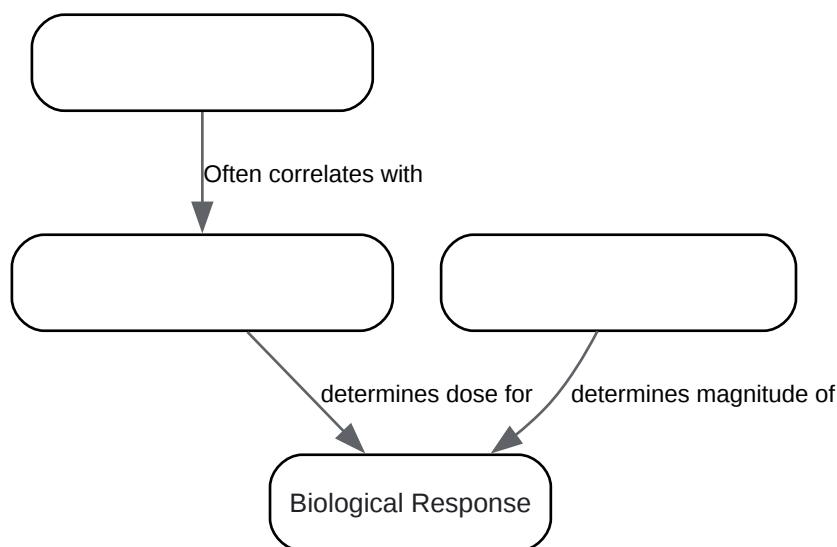 Often correlates with
determines dose for
determines magnitude of
Biological Response